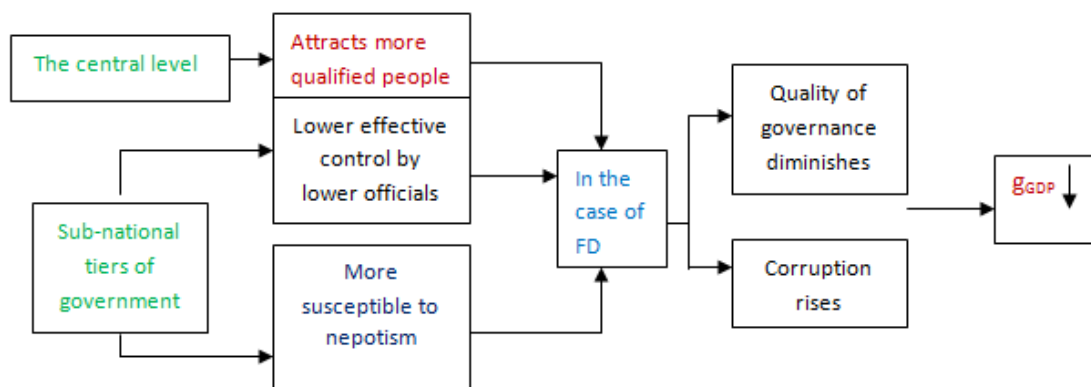 The central level
Attracts more
qualified people
Lower effective
control by
lower officials
Sub-national
tiers of
government
More
susceptible to
nepotism
In the
case of
FD
Quality of
governance
diminishes
Corruption
rises
gGDP